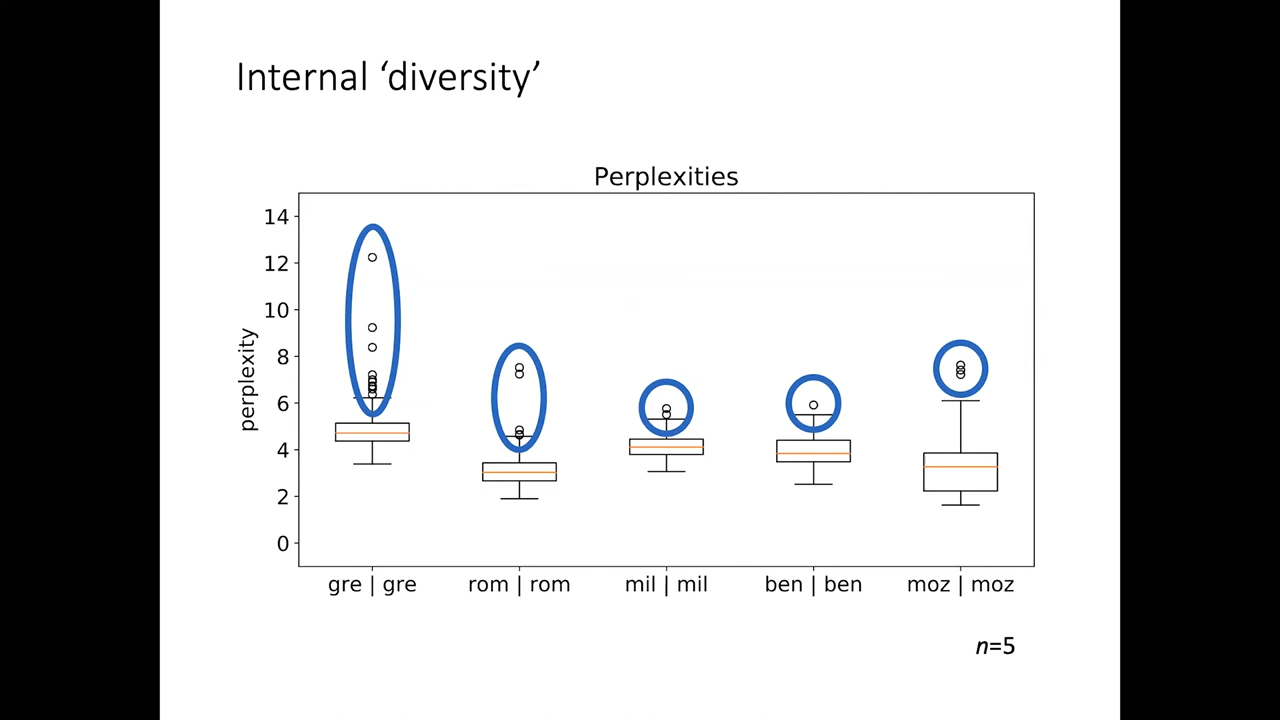 Internal ‘diversity’
Perplexities
perplexity
14
12
10
8
6
4
2
0
gre | gre
rom | rom
mil | mil
ben | ben
moz | moz
n=5